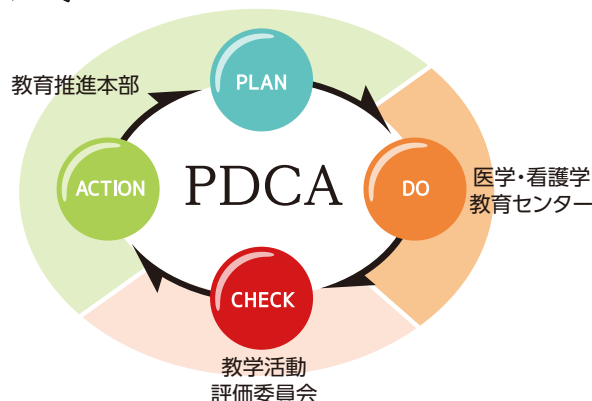 教育推進本部
PLAN
ACTION
PDCA
DO
医学・看護学
教育センター
CHECK
教学活動
評価委員会